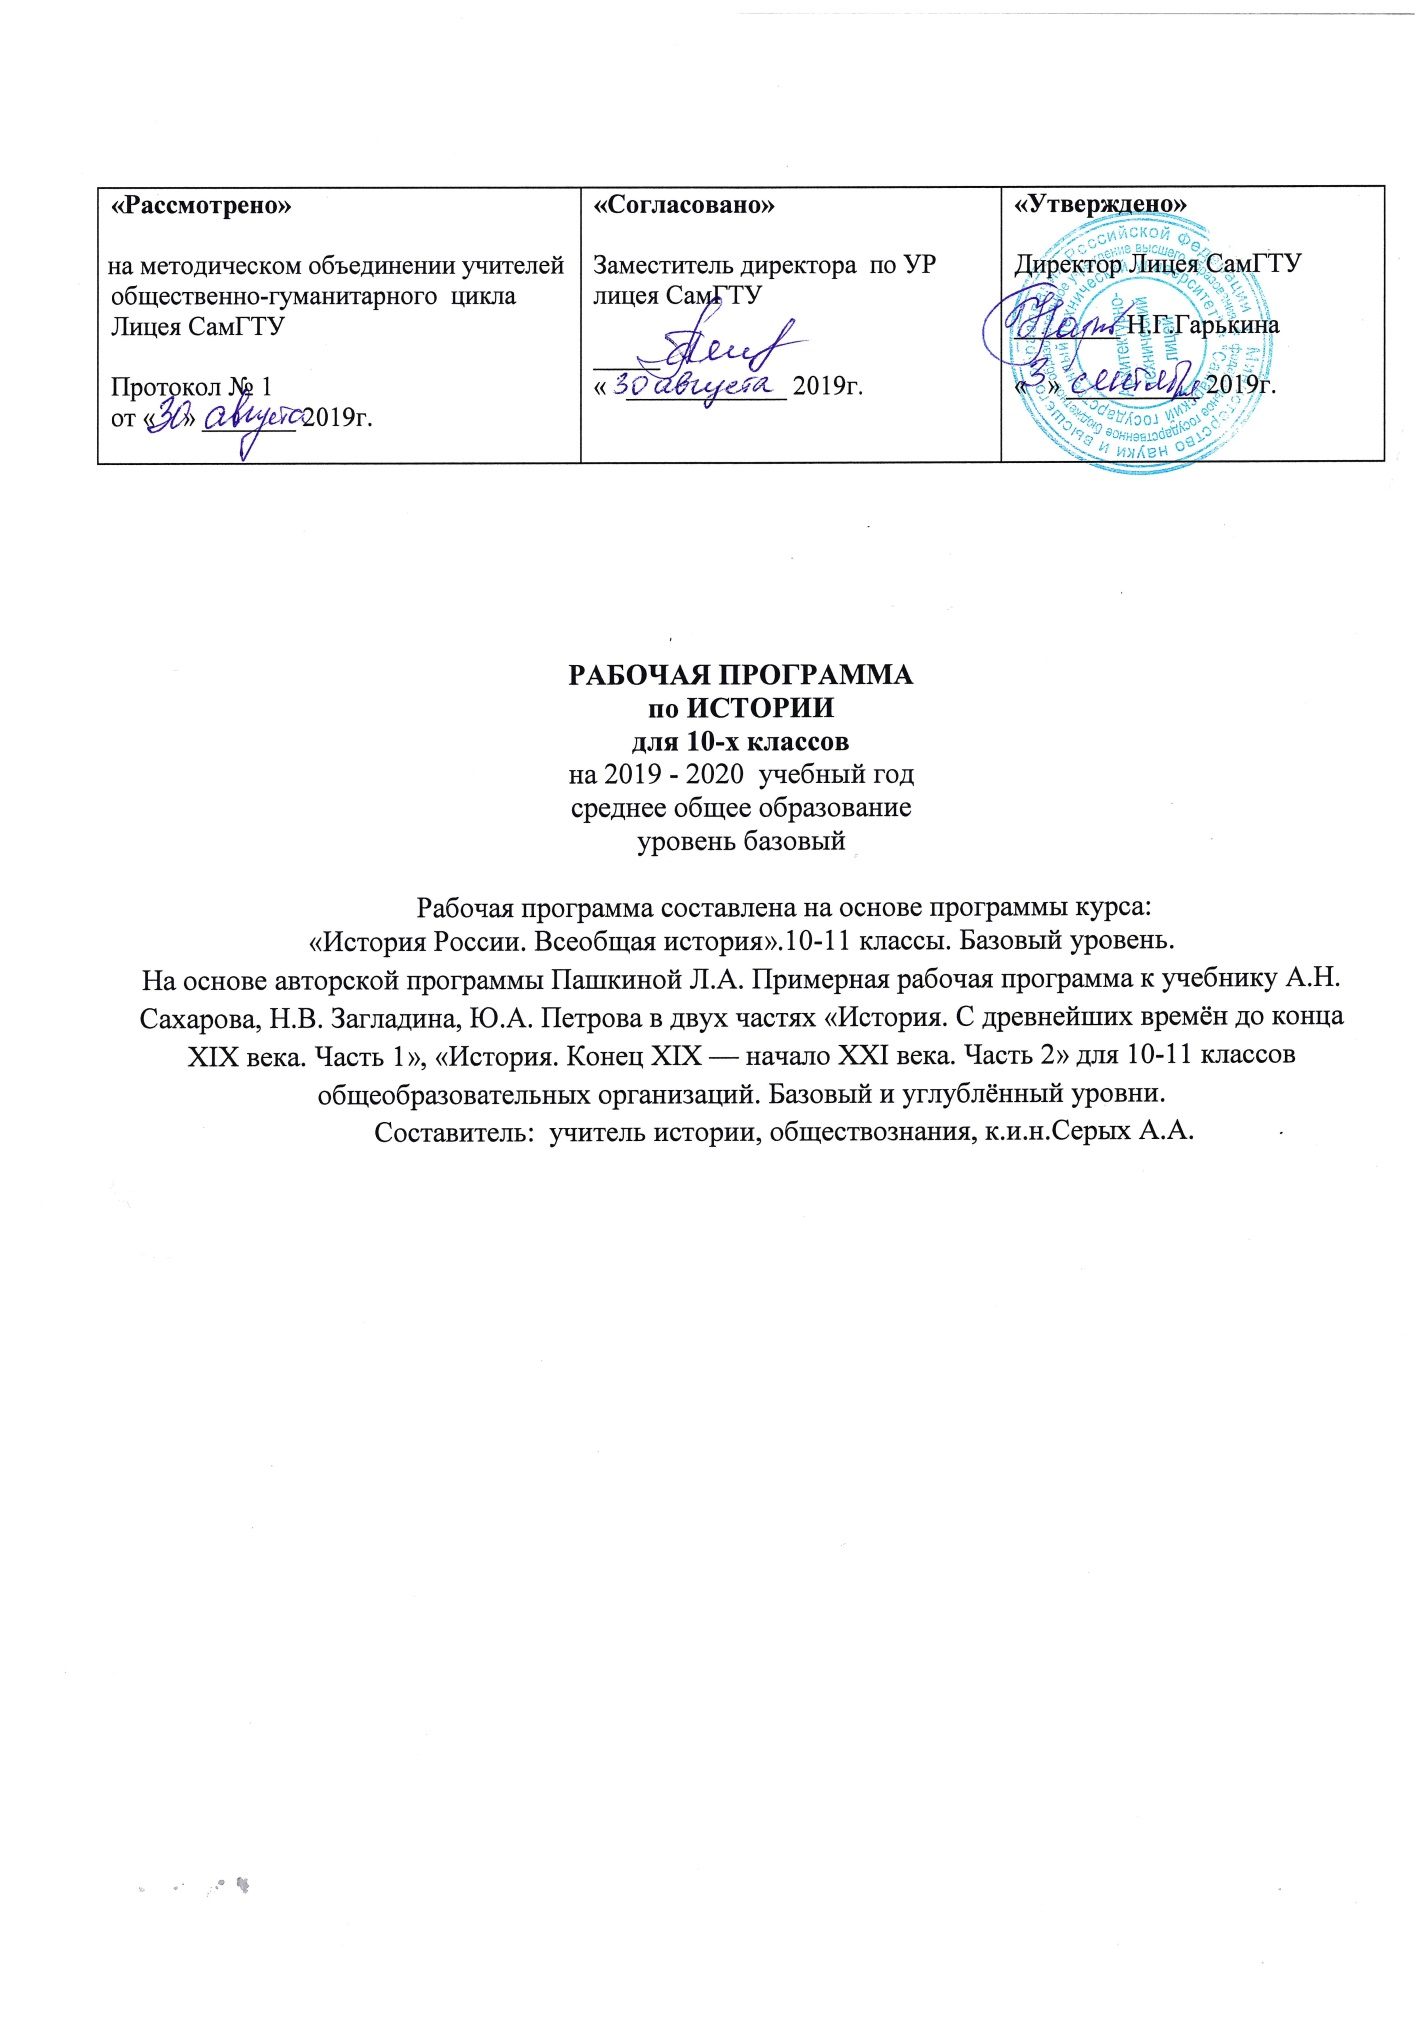 «Рассмотрено»
на методическом объединении учителей
общественно-гуманитарного цикла
Лицея СамГТУ
Протокол № 1
от «30» августа 2019г.
«Согласовано»
Заместитель директора по УР
лицея СамГТУ
« 30 августа 2019г.
«Утверждено»
Директор Лицея СамГТУ
Н.Г.Гарькина
«3» сентября 2019г.
РАБОЧАЯ ПРОГРАММА
по ИСТОРИИ
для 10-х классов
на 2019 - 2020 учебный год
среднее общее образование
уровень базовый
Рабочая программа составлена на основе программы курса:
«История России. Всеобщая история».10-11 классы. Базовый уровень.
На основе авторской программы Пашкиной Л.А. Примерная рабочая программа к учебнику А.Н.
Сахарова, Н.В. Загладина, Ю.А. Петрова в двух частях «История. С древнейших времён до конца
XIX века. Часть 1», «История. Конец XIX — начало XXI века. Часть 2» для 10-11 классов
общеобразовательных организаций. Базовый и углублённый уровни.
Составитель: учитель истории, обществознания, к.и.н.Серых А.А.